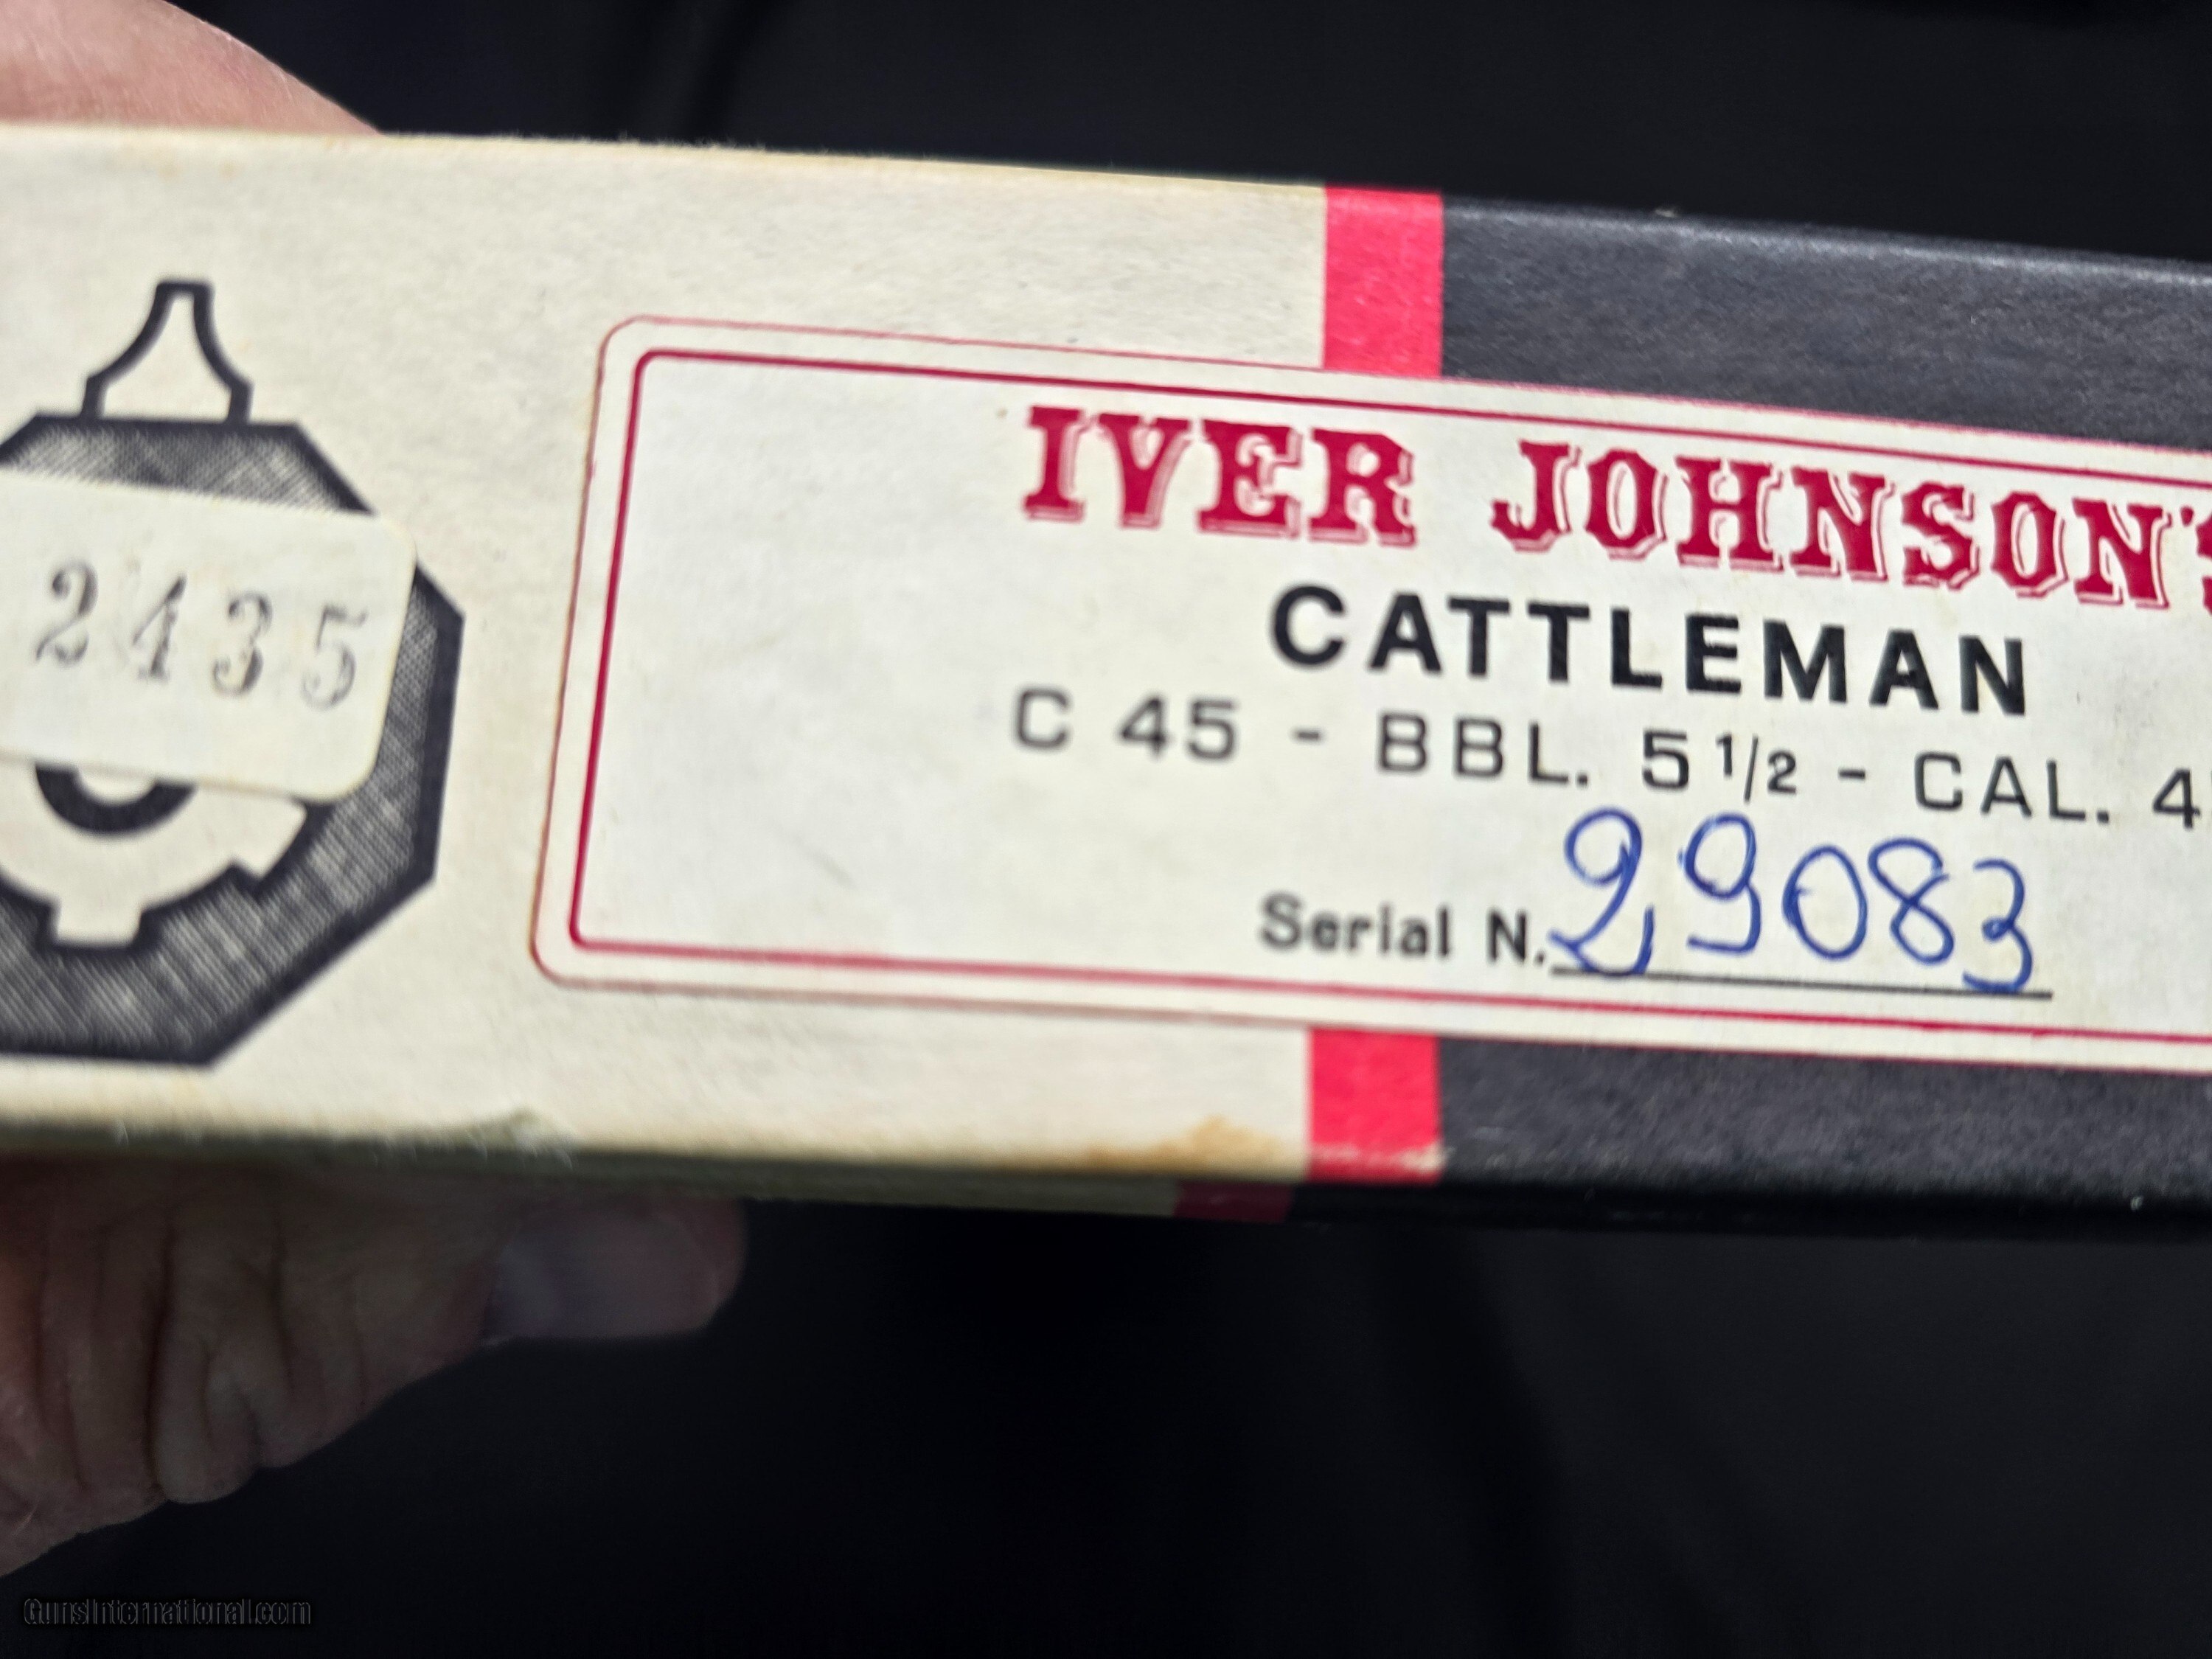 2435
IVER JOHNSON'S
CATTLEMAN
C 45 - BBL. 5 1/2 - CAL. 4
Serial N. 29083
GunsInternational.com